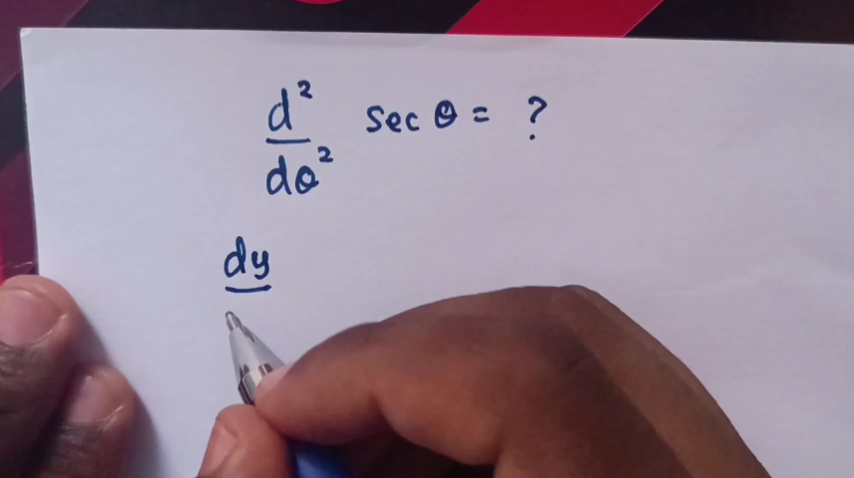 d²/dθ² sec θ = ?
dy